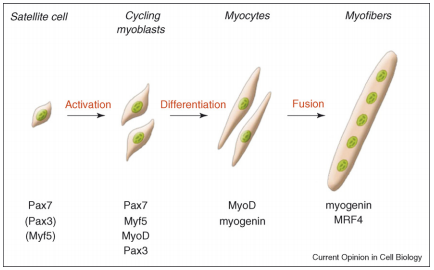 Satellite cell
Cycling
myoblasts
Myocytes
Myofibers
Activation
Differentiation
Fusion
Pax7
(Pax3)
(Myf5)
Pax7
Myf5
MyoD
Pax3
MyoD
myogenin
myogenin
MRF4
Current Opinion in Cell Biology